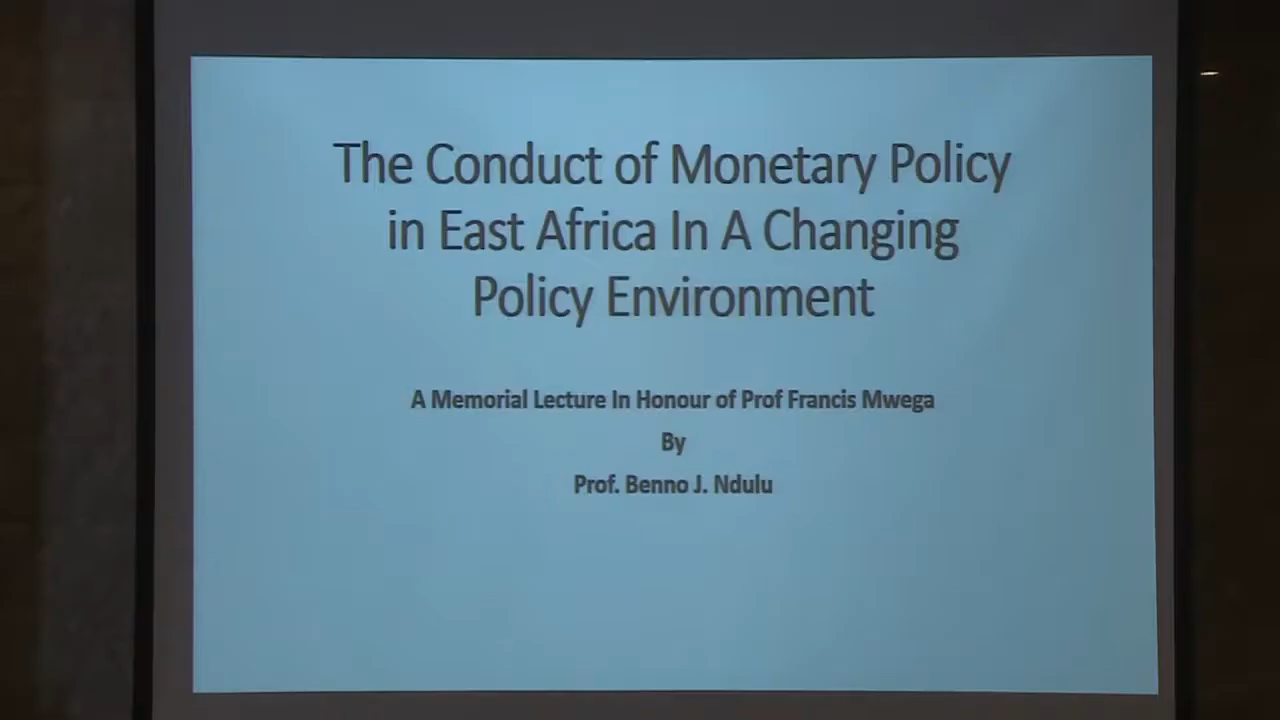 The Conduct of Monetary Policy
in East Africa In A Changing
Policy Environment
A Memorial Lecture In Honour of Prof Francis Mwega
By
Prof. Benno J. Ndulu